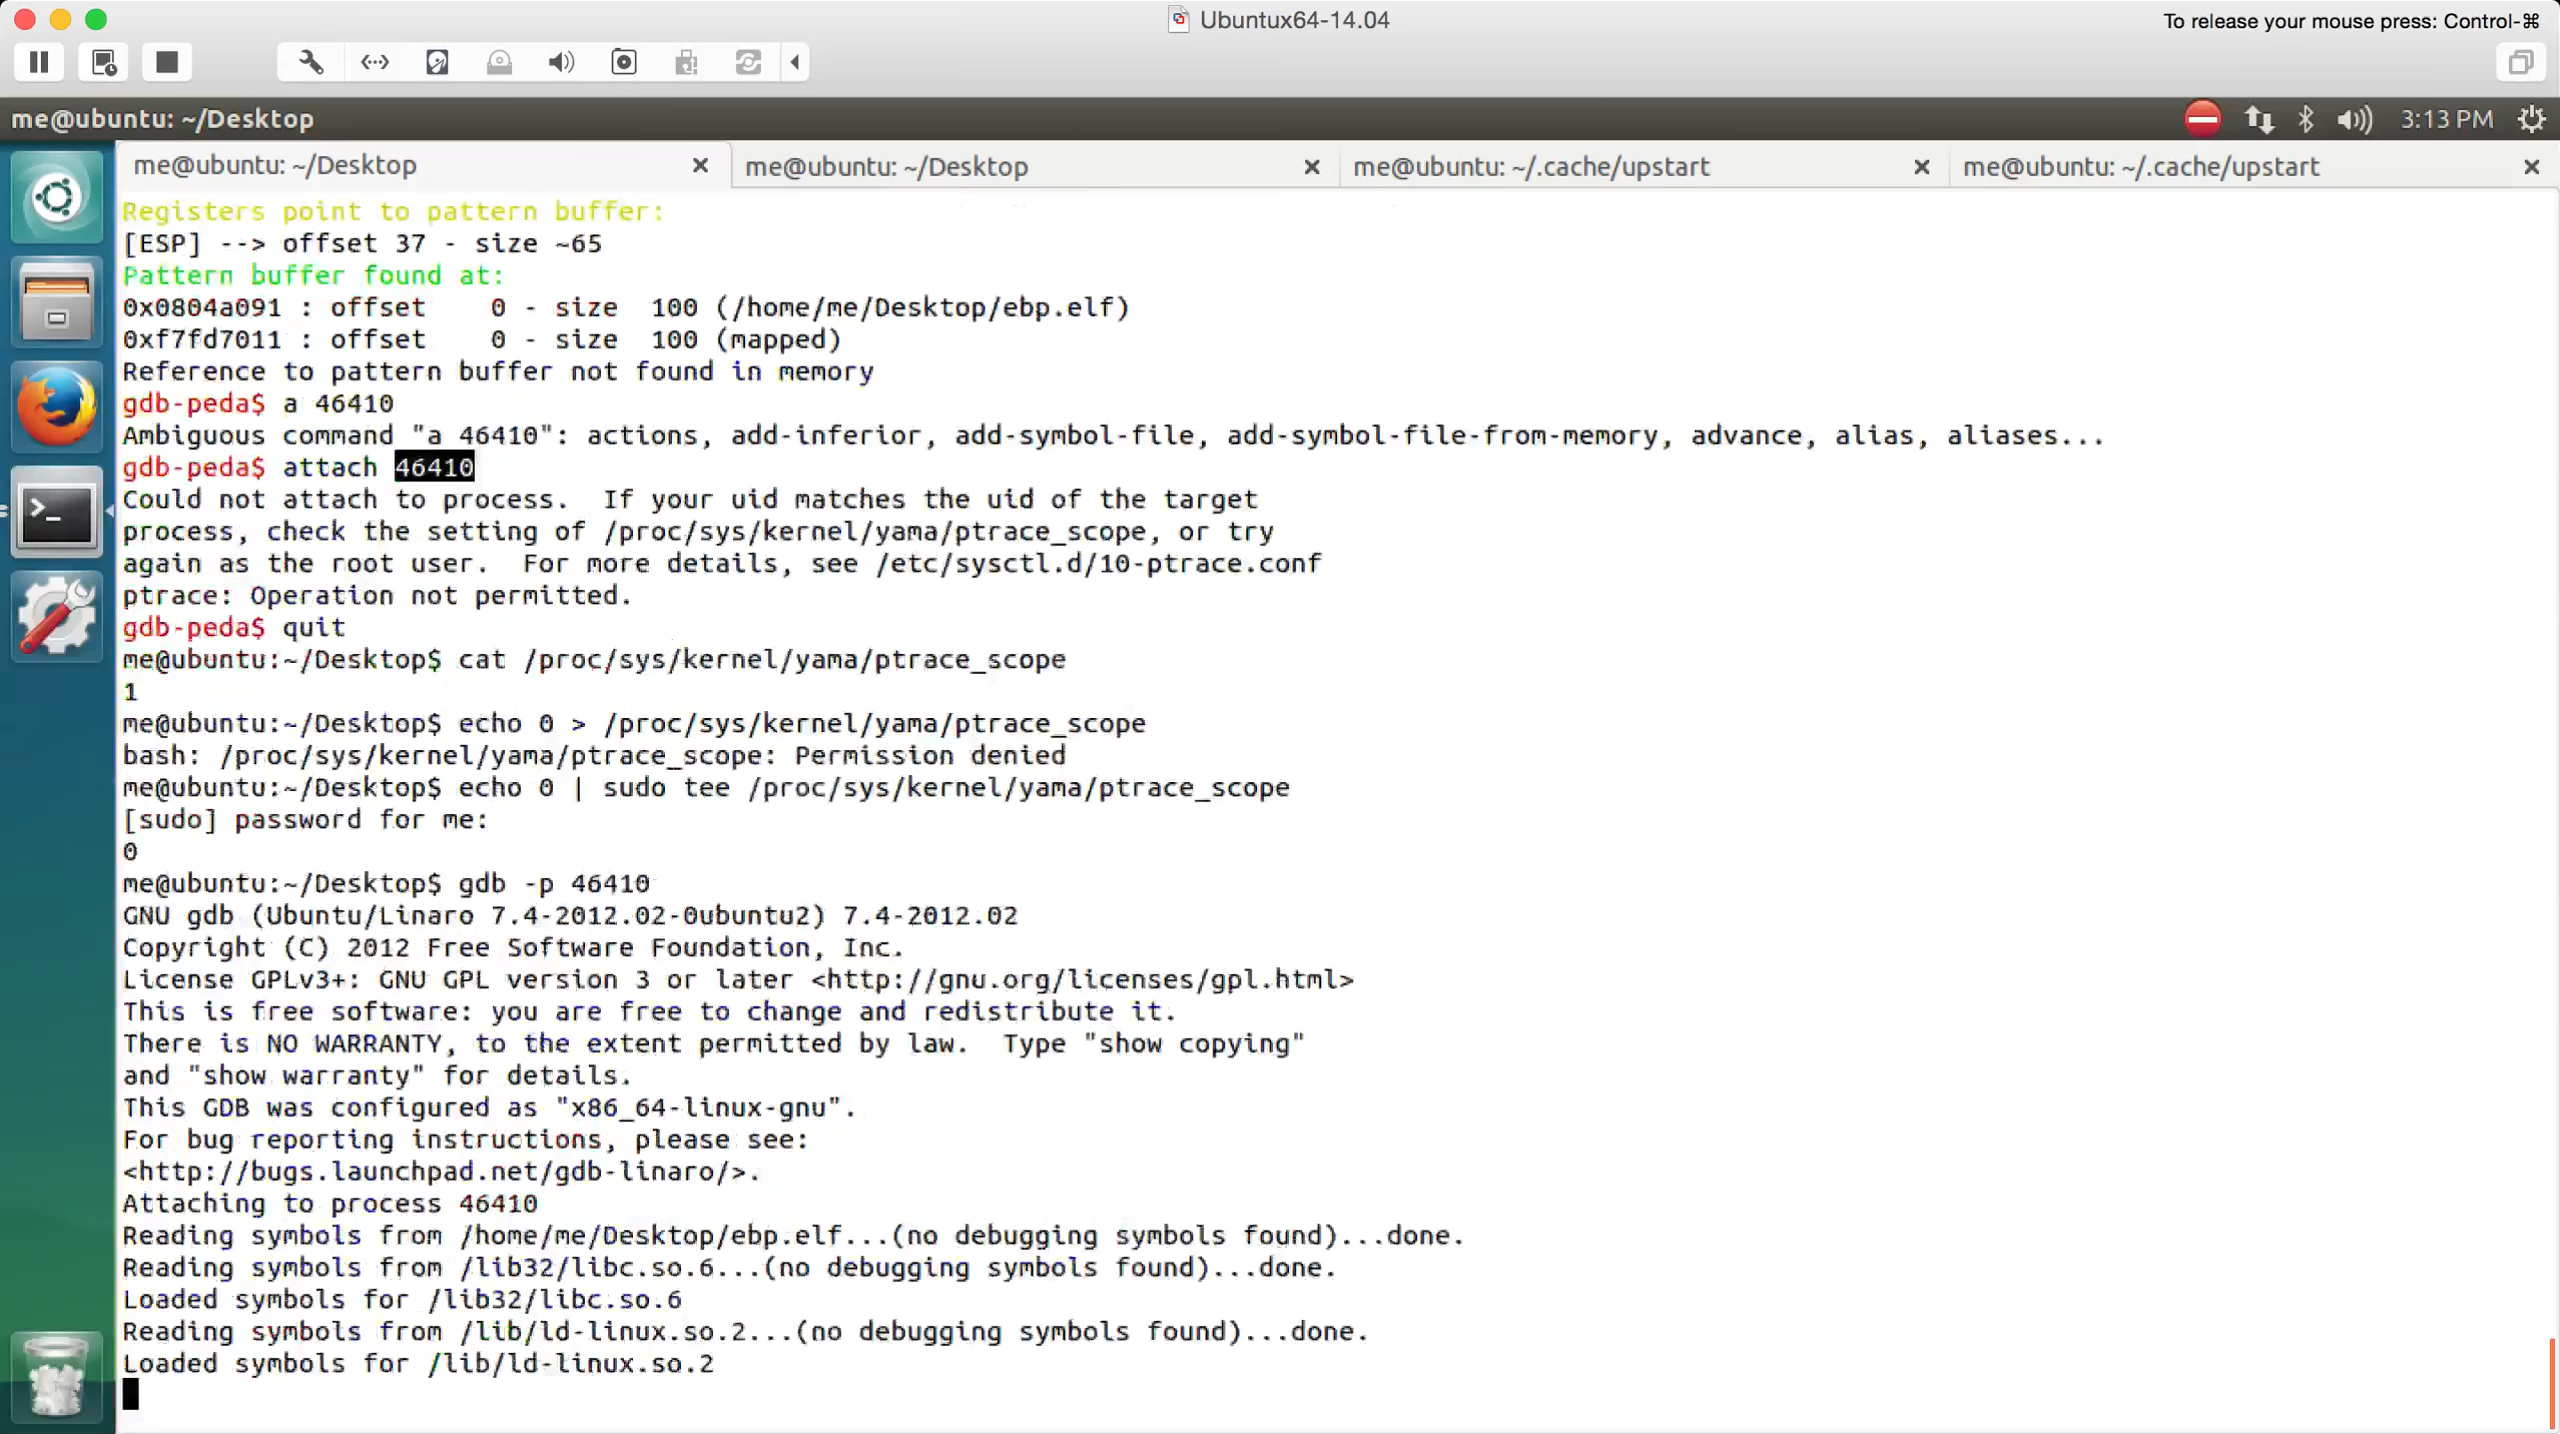 Ubuntux64-14.04
To release your mouse press: Control-⌘
me@ubuntu: ~/Desktop
3:13 PM
me@ubuntu: ~/Desktop
me@ubuntu: ~/Desktop
me@ubuntu: ~/.cache/upstart
me@ubuntu: ~/.cache/upstart
Registers point to pattern buffer:
[ESP] --> offset 37 - size ~65
Pattern buffer found at:
0x0804a091 : offset    0 - size  100 (/home/me/Desktop/ebp.elf)
0xf7fd7011 : offset    0 - size  100 (mapped)
Reference to pattern buffer not found in memory
gdb-peda$ a 46410
Ambiguous command "a 46410": actions, add-inferior, add-symbol-file, add-symbol-file-from-memory, advance, alias, aliases...
gdb-peda$ attach 46410
Could not attach to process.  If your uid matches the uid of the target
process, check the setting of /proc/sys/kernel/yama/ptrace_scope, or try
again as the root user.  For more details, see /etc/sysctl.d/10-ptrace.conf
ptrace: Operation not permitted.
gdb-peda$ quit
me@ubuntu:~/Desktop$ cat /proc/sys/kernel/yama/ptrace_scope
1
me@ubuntu:~/Desktop$ echo 0 > /proc/sys/kernel/yama/ptrace_scope
bash: /proc/sys/kernel/yama/ptrace_scope: Permission denied
me@ubuntu:~/Desktop$ echo 0 | sudo tee /proc/sys/kernel/yama/ptrace_scope
[sudo] password for me:
0
me@ubuntu:~/Desktop$ gdb -p 46410
GNU gdb (Ubuntu/Linaro 7.4-2012.02-0ubuntu2) 7.4-2012.02
Copyright (C) 2012 Free Software Foundation, Inc.
License GPLv3+: GNU GPL version 3 or later <http://gnu.org/licenses/gpl.html>
This is free software: you are free to change and redistribute it.
There is NO WARRANTY, to the extent permitted by law.  Type "show copying"
and "show warranty" for details.
This GDB was configured as "x86_64-linux-gnu".
For bug reporting instructions, please see:
<http://bugs.launchpad.net/gdb-linaro/>.
Attaching to process 46410
Reading symbols from /home/me/Desktop/ebp.elf...(no debugging symbols found)...done.
Reading symbols from /lib32/libc.so.6...(no debugging symbols found)...done.
Loaded symbols for /lib32/libc.so.6
Reading symbols from /lib/ld-linux.so.2...(no debugging symbols found)...done.
Loaded symbols for /lib/ld-linux.so.2